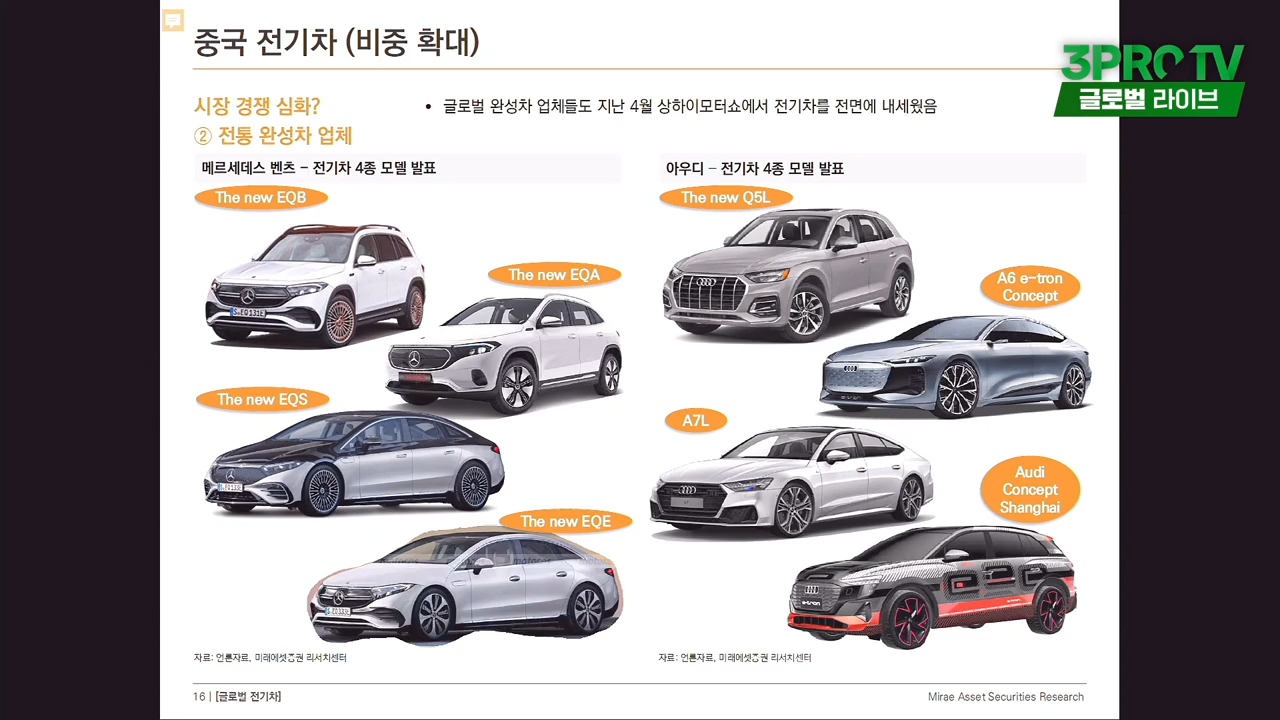 중국 전기차 (비중 확대)
3PRO TV
글로벌 라이브
시장 경쟁 심화?
② 전통 완성차 업체
• 글로벌 완성차 업체들도 지난 4월 상하이모터쇼에서 전기차를 전면에 내세웠음
메르세데스 벤츠 – 전기차 4종 모델 발표
The new EQB
The new EQA
The new EQS
The new EQE
자료: 언론자료, 미래에셋증권 리서치센터
아우디 – 전기차 4종 모델 발표
The new Q5L
A6 e-tron
Concept
A7L
Audi
Concept
Shanghai
e-tron
자료: 언론자료, 미래에셋증권 리서치센터
16 | [글로벌 전기차]
Mirae Asset Securities Research